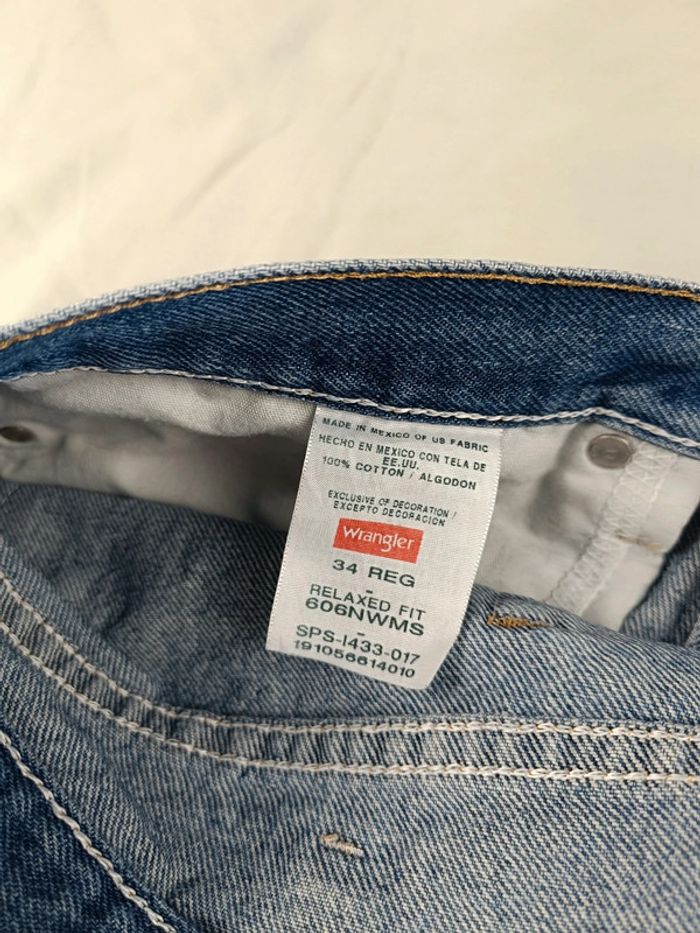 MADE IN MEXICO OF US FABRIC
HECHO EN MEXICO CON TELA DE
EE.UU.
100% COTTON / ALGODON
EXCLUSIVE OF DECORATION /
EXCEPTO DECORACION
Wrangler
34 REG
-
RELAXED FIT
606NWMS
-
SPS-1433-017
191056614010